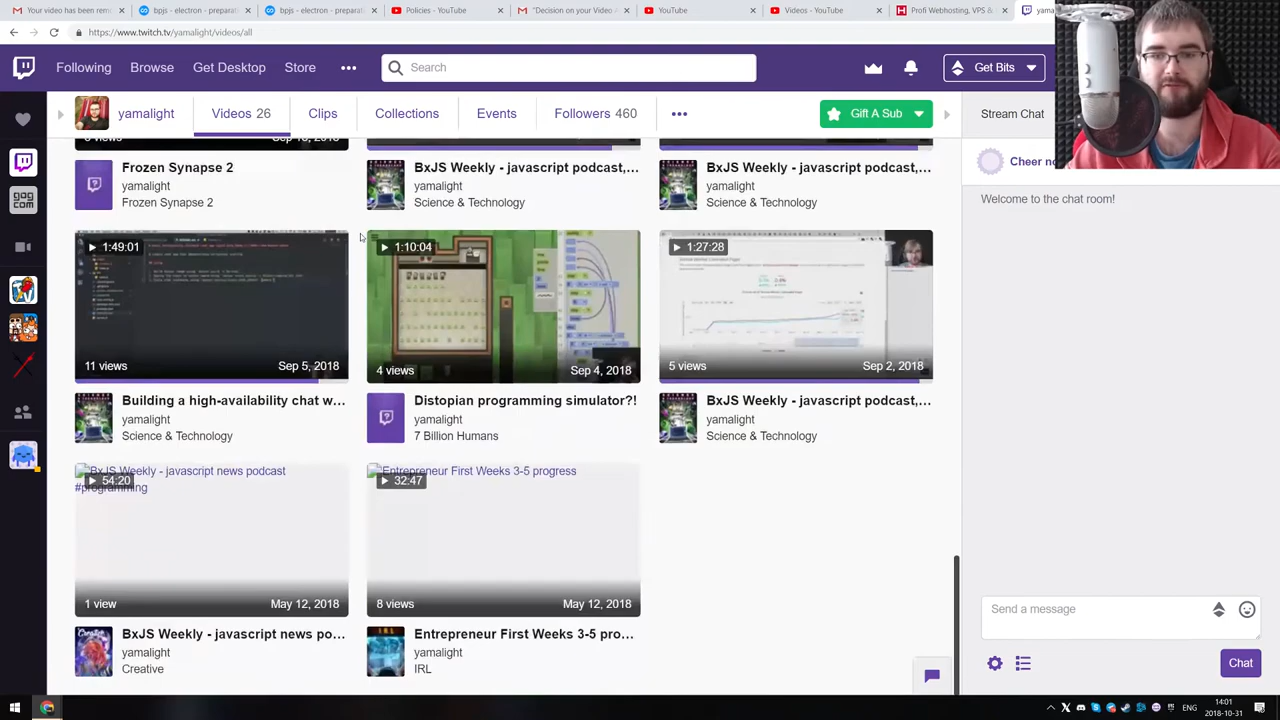 Your video has been rem
bpjs - electron - preparat
bpjs - electron - preparat
Policies - YouTube
"Decision on your Video A
YouTube
Videos - YouTube
Profi Webhosting, VPS &
yama
https://www.twitch.tv/yamalight/videos/all
Following
Browse
Get Desktop
Store
Search
Get Bits
yamalight
Videos 26
Clips
Collections
Events
Followers 460
Gift A Sub
Stream Chat
Cheer no
Welcome to the chat room!
Frozen Synapse 2
yamalight
Frozen Synapse 2
BxJS Weekly - javascript podcast,...
yamalight
Science & Technology
BxJS Weekly - javascript podcast,...
yamalight
Science & Technology
GOG
COM
1:49:01
11 views
Sep 5, 2018
1:10:04
4 views
Sep 4, 2018
1:27:28
5 views
Sep 2, 2018
Building a high-availability chat w...
yamalight
Science & Technology
Distopian programming simulator?!
yamalight
7 Billion Humans
BxJS Weekly - javascript podcast,...
yamalight
Science & Technology
BxJS Weekly - javascript news podcast
#programming
54:20
1 view
May 12, 2018
Entrepreneur First Weeks 3-5 progress
32:47
8 views
May 12, 2018
BxJS Weekly - javascript news po...
yamalight
Creative
Entrepreneur First Weeks 3-5 pro...
yamalight
IRL
Send a message
Chat
ENG
14:01
2018-10-31